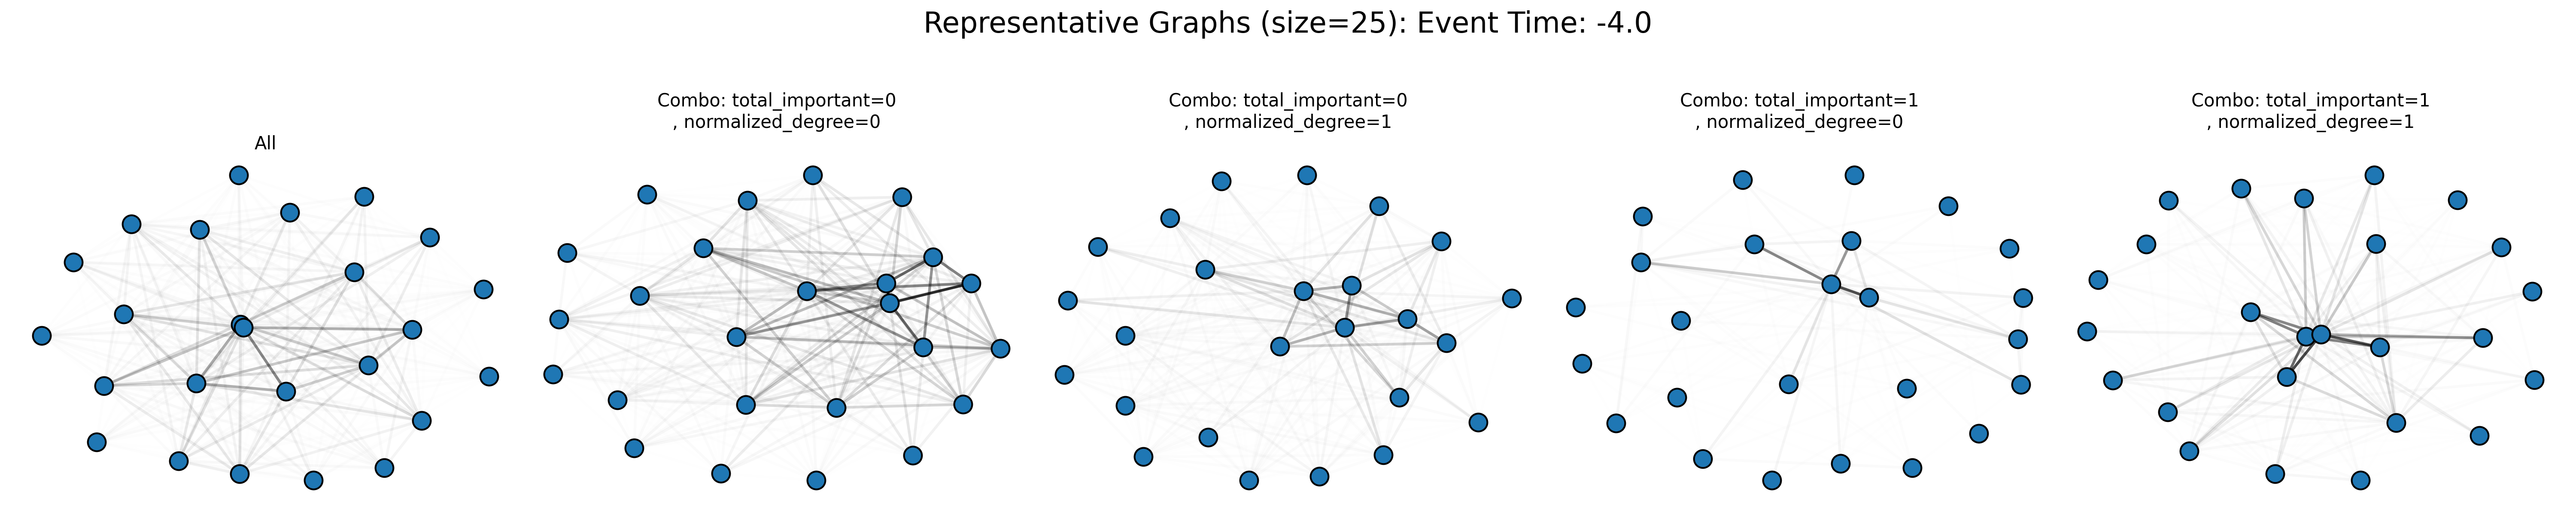 Representative Graphs (size=25): Event Time: -4.0
All
Combo: total_important=0
, normalized_degree=0
Combo: total_important=0
, normalized_degree=1
Combo: total_important=1
, normalized_degree=0
Combo: total_important=1
, normalized_degree=1